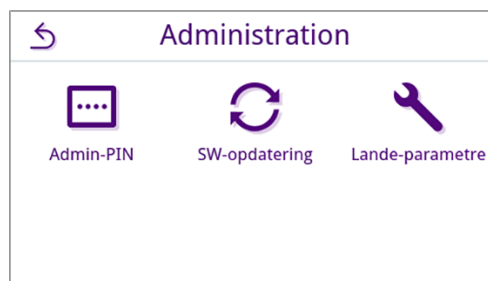 Administration
Admin-PIN
SW-opdatering
Lande-parametre